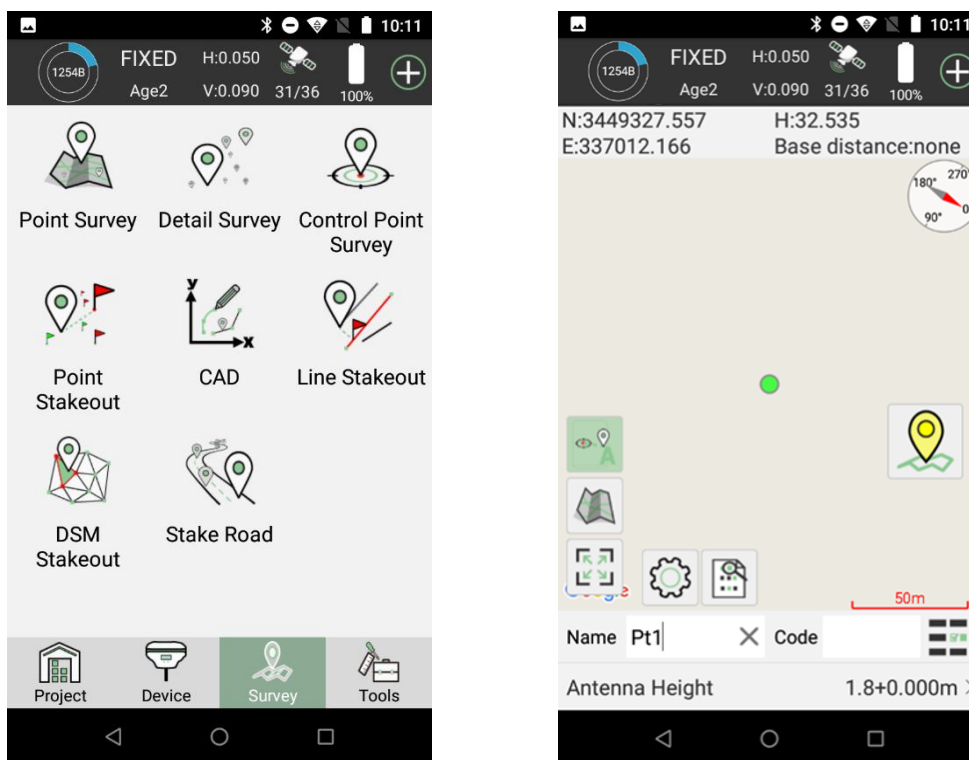 10:11
1254B
FIXED
H:0.050
Age2
V:0.090
31/36
100%
Point Survey
Detail Survey
Control Point
Survey
y
x
Point
Stakeout
CAD
Line Stakeout
DSM
Stakeout
Stake Road
Project
Device
Survey
Tools
10:11
1254B
FIXED
H:0.050
Age2
V:0.090
31/36
100%
N:3449327.557
H:32.535
E:337012.166
Base distance:none
180°
270°
90°
0
A
Google
50m
Name
Pt1
Code
Antenna Height
1.8+0.000m